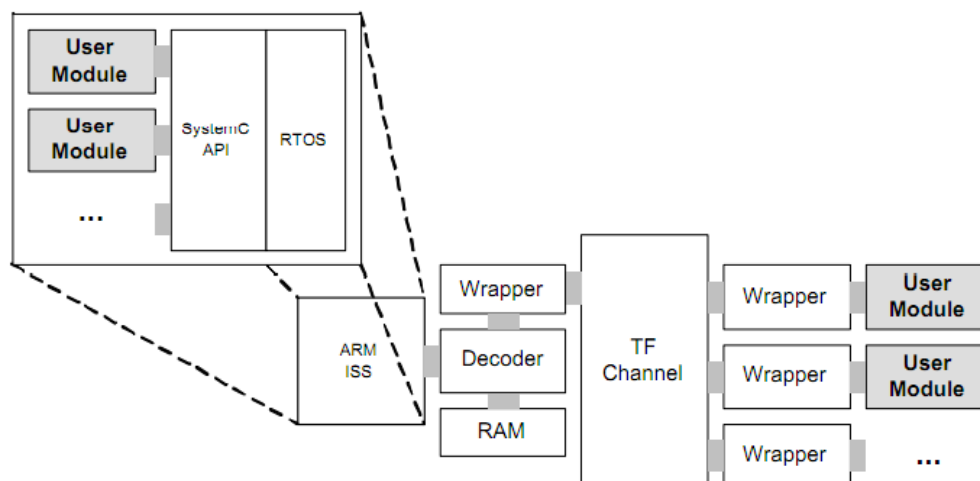 User
Module
User
Module
...
SystemC
API
RTOS
ARM
ISS
Wrapper
Decoder
RAM
TF
Channel
Wrapper
User
Module
Wrapper
User
Module
Wrapper
...